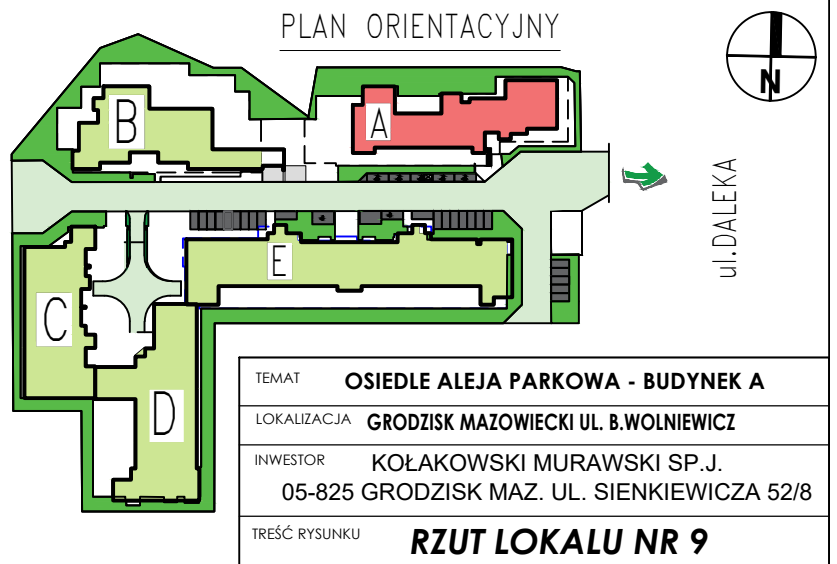 PLAN ORIENTACYJNY
N
B
A
ul.DALEKA
E
C
D
TEMAT OSIEDLE ALEJA PARKOWA - BUDYNEK A
LOKALIZACJA GRODZISK MAZOWIECKI UL. B.WOLNIEWICZ
INWESTOR KOŁAKOWSKI MURAWSKI SP.J.
05-825 GRODZISK MAZ. UL. SIENKIEWICZA 52/8
TREŚĆ RYSUNKU RZUT LOKALU NR 9